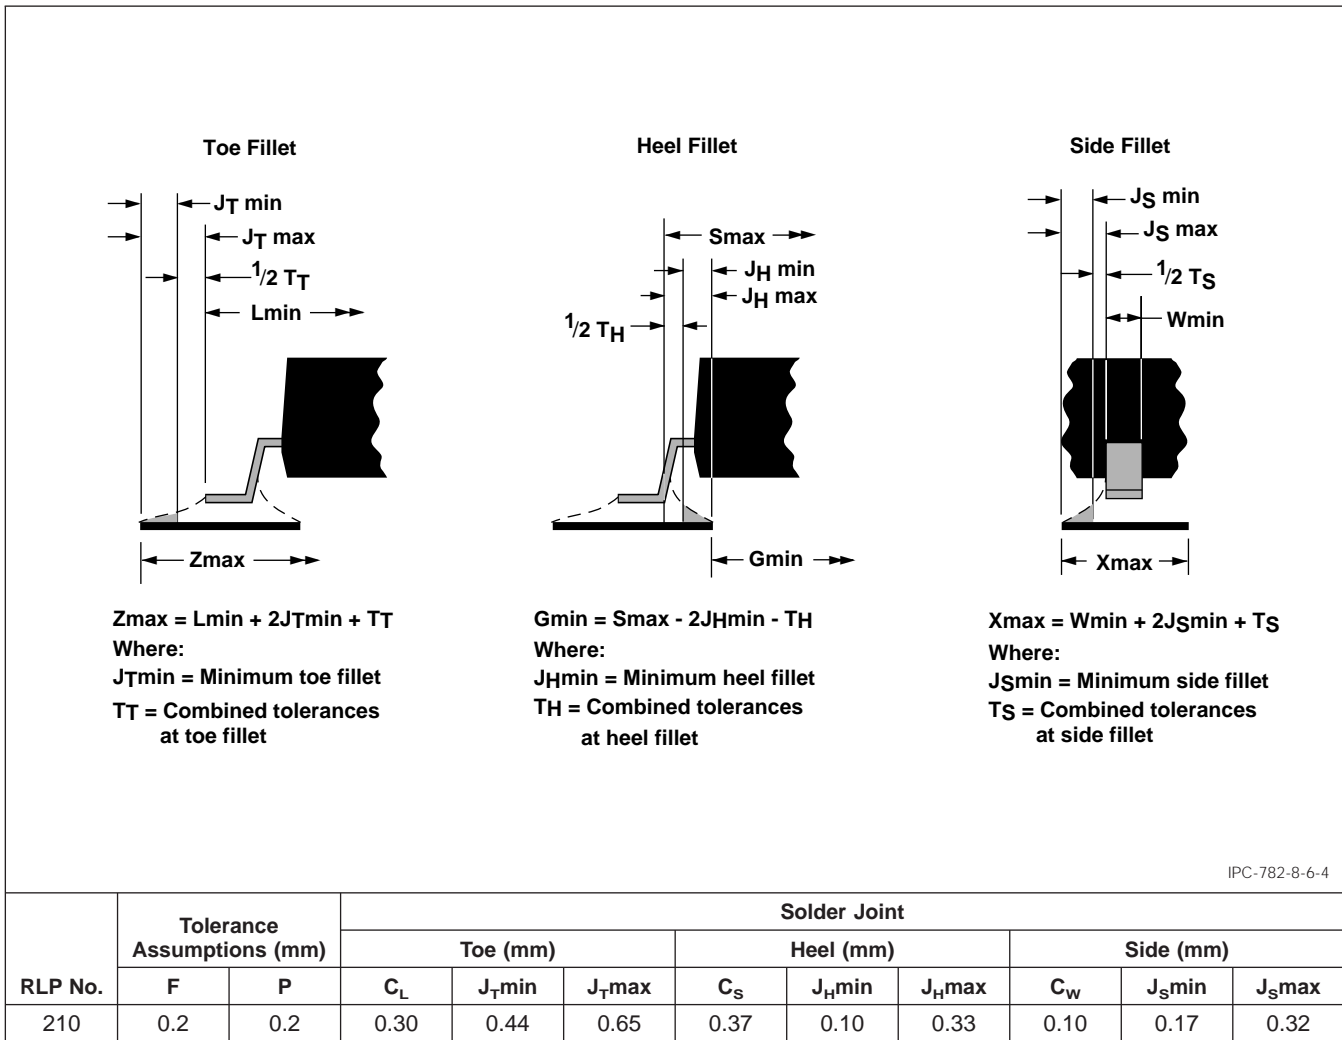 Toe Fillet
JT min
JT max
1/2 TT
Lmin
Zmax
Zmax = Lmin + 2JTmin + TT
Where:
JTmin = Minimum toe fillet
TT = Combined tolerances
at toe fillet
Heel Fillet
Smax
JH min
JH max
1/2 TH
Gmin
Gmin = Smax - 2JHmin - TH
Where:
JHmin = Minimum heel fillet
TH = Combined tolerances
at heel fillet
Side Fillet
JS min
JS max
1/2 TS
Wmin
Xmax
Xmax = Wmin + 2JSmin + TS
Where:
JSmin = Minimum side fillet
TS = Combined tolerances
at side fillet
IPC-782-8-6-4
RLP No. Tolerance Assumptions (mm) Solder Joint
Toe (mm) Heel (mm) Side (mm)
F P CL JTmin JTmax CS JHmin JHmax CW Jsmin Jsmax
210 0.2 0.2 0.30 0.44 0.65 0.37 0.10 0.33 0.10 0.17 0.32